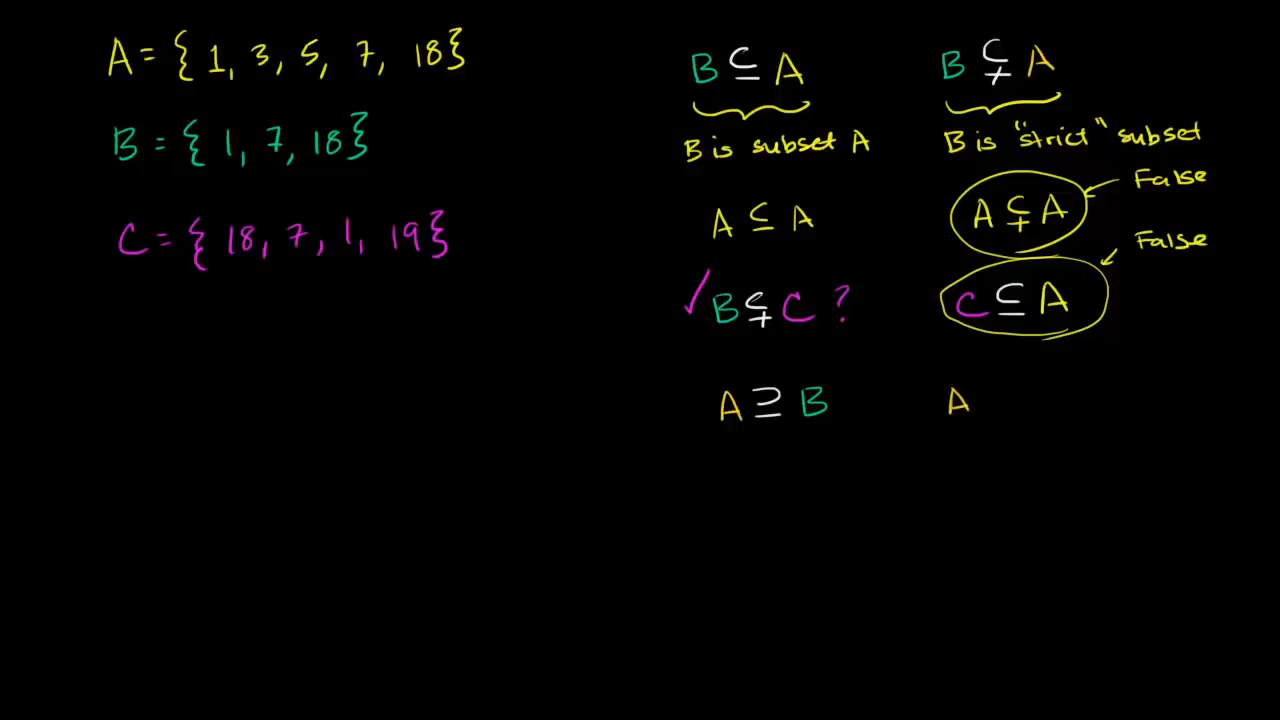 A = { 1, 3, 5, 7, 18}
B = { 1, 7, 18}
C = { 18, 7, 1, 19}
B ⊆ A
B is subset A
B ⊊ A
B is "strict" subset
A ⊆ A
A ⊊ A
False
✓ B ⊊ C ?
C ⊆ A
False
A ⊇ B
A